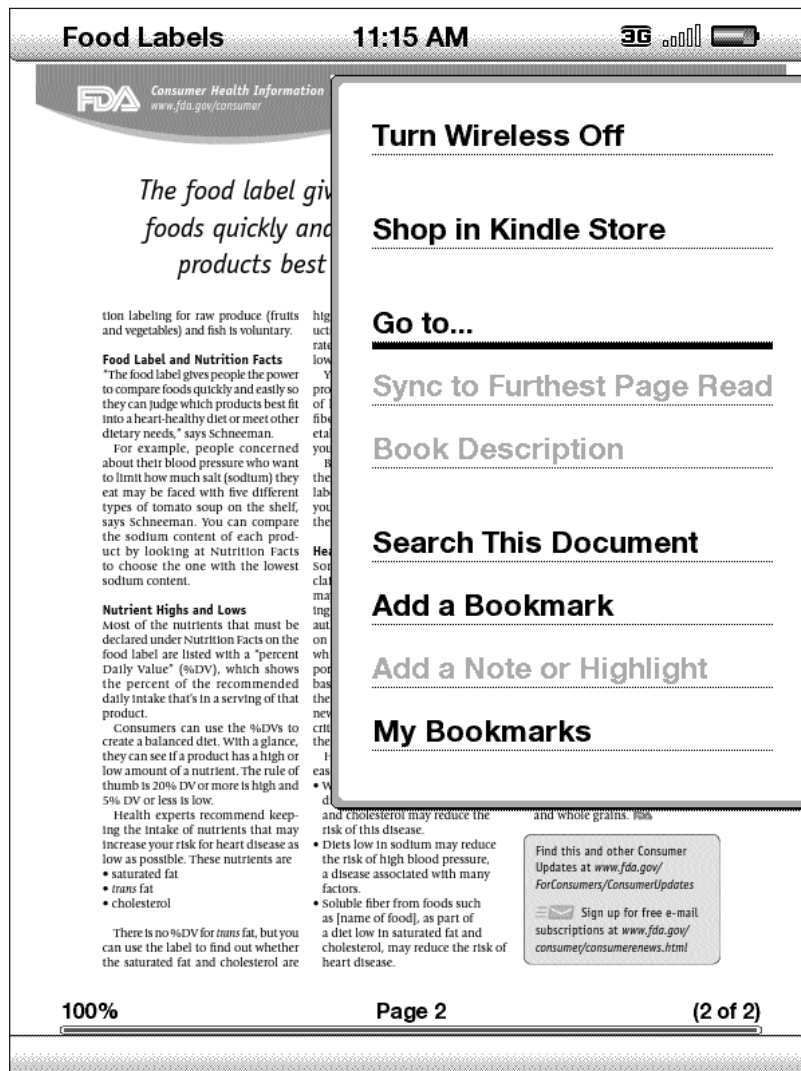 Food Labels
11:15 AM
3G
FDA
Consumer Health Information
www.fda.gov/consumer
The food label giv
foods quickly and
products best
tion labeling for raw produce (fruits
and vegetables) and fish is voluntary.
Food Label and Nutrition Facts
"The food label gives people the power
to compare foods quickly and easily so
they can judge which products best fit
into a heart-healthy diet or meet other
dietary needs," says Schneeman.
For example, people concerned
about their blood pressure who want
to limit how much salt (sodium) they
eat may be faced with five different
types of tomato soup on the shelf,
says Schneeman. You can compare
the sodium content of each prod-
uct by looking at Nutrition Facts
to choose the one with the lowest
sodium content.
Nutrient Highs and Lows
Most of the nutrients that must be
declared under Nutrition Facts on the
food label are listed with a "percent
Daily Value" (%DV), which shows
the percent of the recommended
daily intake that's in a serving of that
product.
Consumers can use the %DVs to
create a balanced diet. With a glance,
they can see if a product has a high or
low amount of a nutrient. The rule of
thumb is 20% DV or more is high and
5% DV or less is low.
Health experts recommend keep-
ing the intake of nutrients that may
increase your risk for heart disease as
low as possible. These nutrients are
• saturated fat
• trans fat
• cholesterol
There is no %DV for trans fat, but you
can use the label to find out whether
the saturated fat and cholesterol are
and cholesterol may reduce the
risk of this disease.
• Diets low in sodium may reduce
the risk of high blood pressure,
a disease associated with many
factors.
• Soluble fiber from foods such
as [name of food], as part of
a diet low in saturated fat and
cholesterol, may reduce the risk of
heart disease.
and whole grains. FDA
Find this and other Consumer
Updates at www.fda.gov/
ForConsumers/ConsumerUpdates
Sign up for free e-mail
subscriptions at www.fda.gov/
consumer/consumerenews.html
Turn Wireless Off
Shop in Kindle Store
Go to...
Sync to Furthest Page Read
Book Description
Search This Document
Add a Bookmark
Add a Note or Highlight
My Bookmarks
100%
Page 2
(2 of 2)